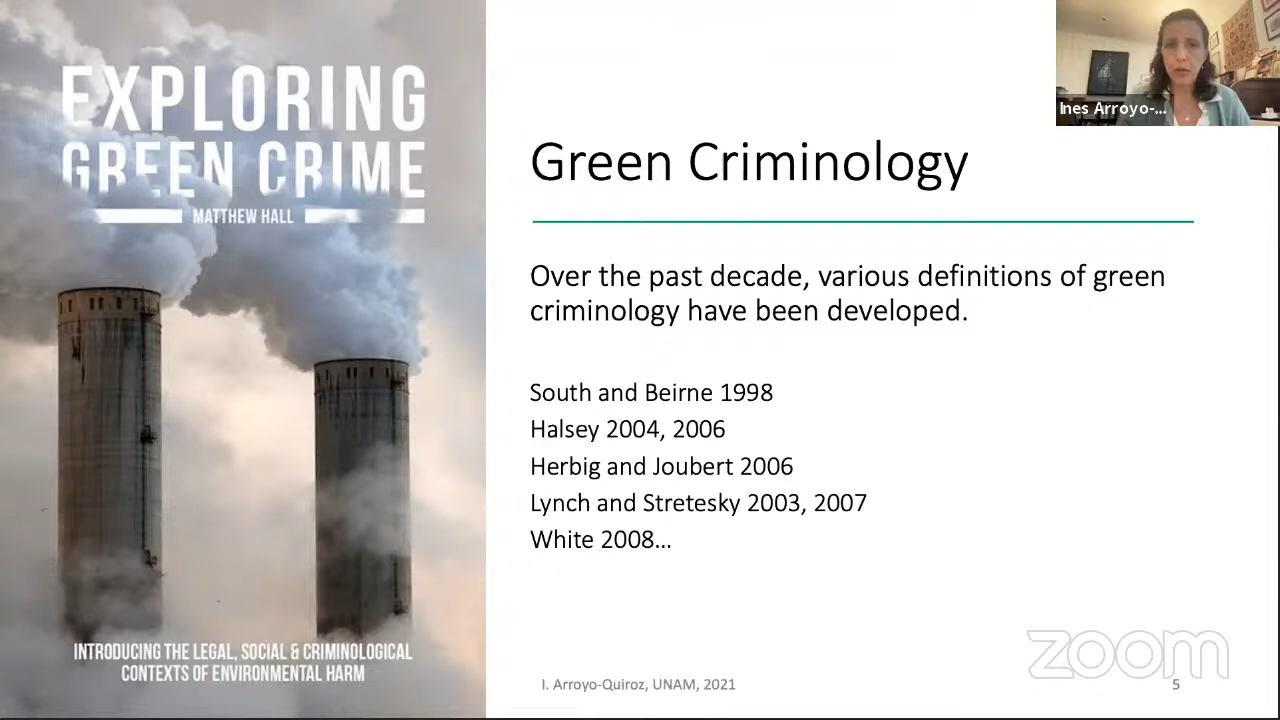 EXPLORING
GREEN CRIME
MATTHEW HALL
INTRODUCING THE LEGAL, SOCIAL & CRIMINOLOGICAL
CONTEXTS OF ENVIRONMENTAL HARM
Ines Arroyo-...
Green Criminology
Over the past decade, various definitions of green
criminology have been developed.
South and Beirne 1998
Halsey 2004, 2006
Herbig and Joubert 2006
Lynch and Stretesky 2003, 2007
White 2008...
I. Arroyo-Quiroz, UNAM, 2021
5
zoom